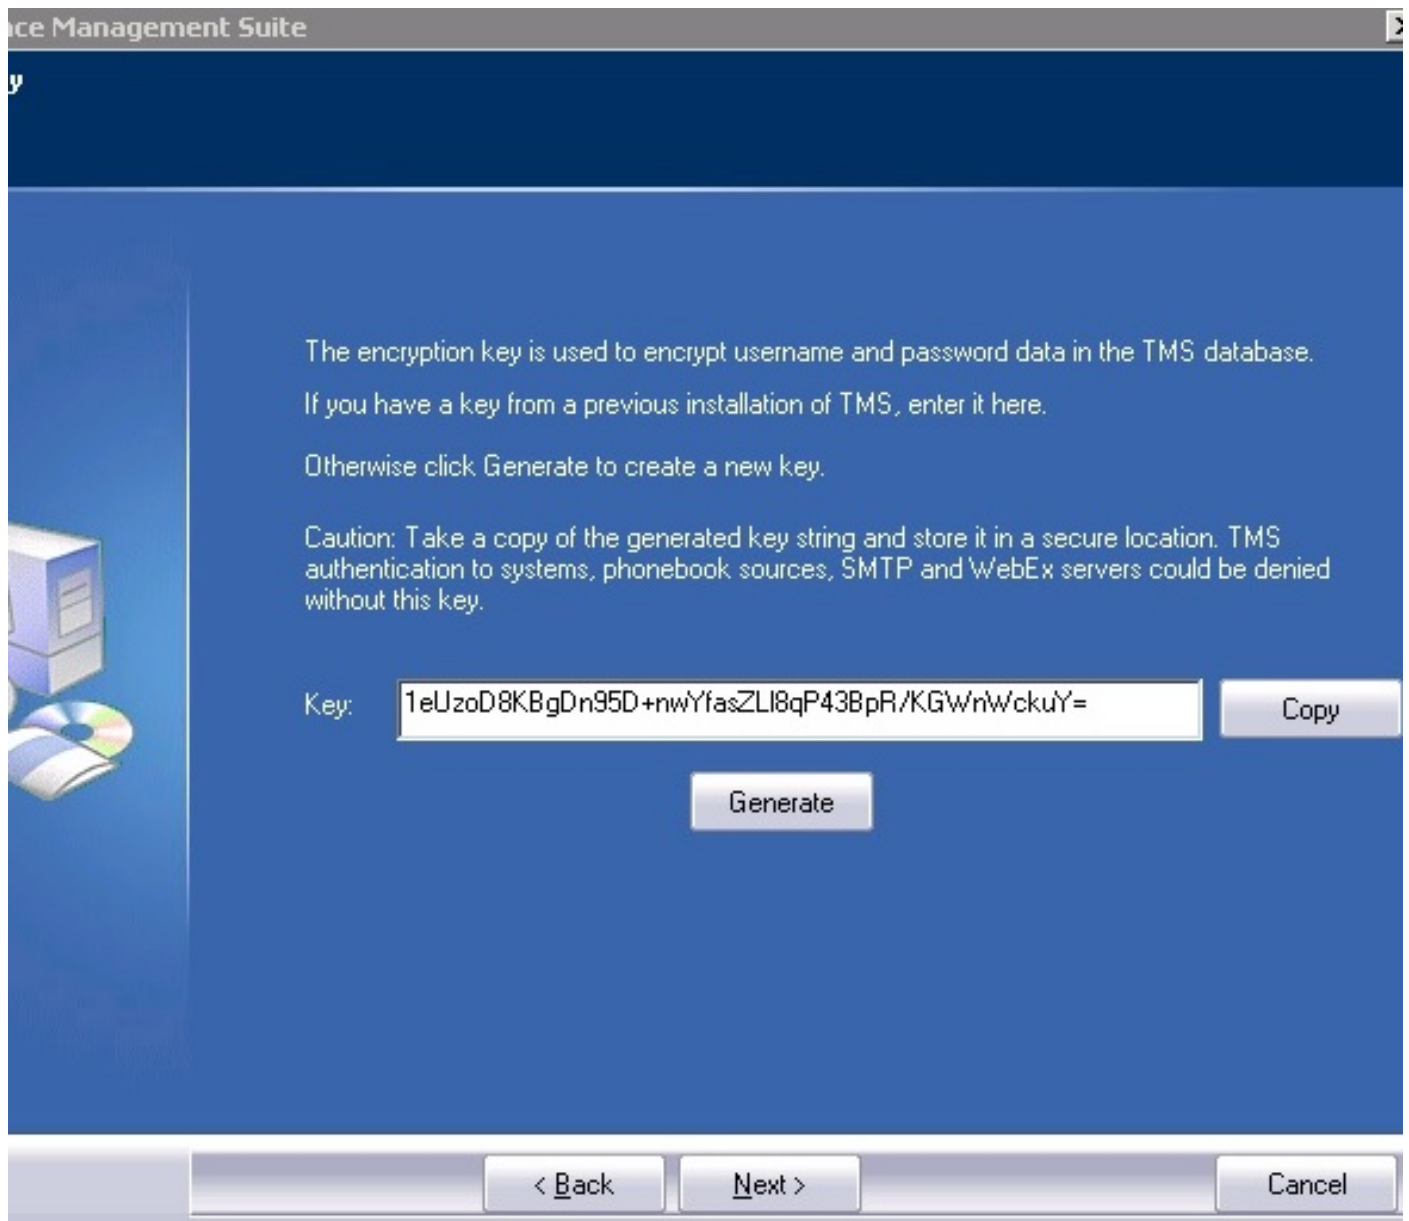 ce Management Suite
y
The encryption key is used to encrypt username and password data in the TMS database.
If you have a key from a previous installation of TMS, enter it here.
Otherwise click Generate to create a new key.
Caution: Take a copy of the generated key string and store it in a secure location. TMS
authentication to systems, phonebook sources, SMTP and WebEx servers could be denied
without this key.
Key: 1eUzoD8KBgDn95D+nwYfasZLl8qP43BpR/KGWnWckuY= Copy
Generate
< Back Next > Cancel